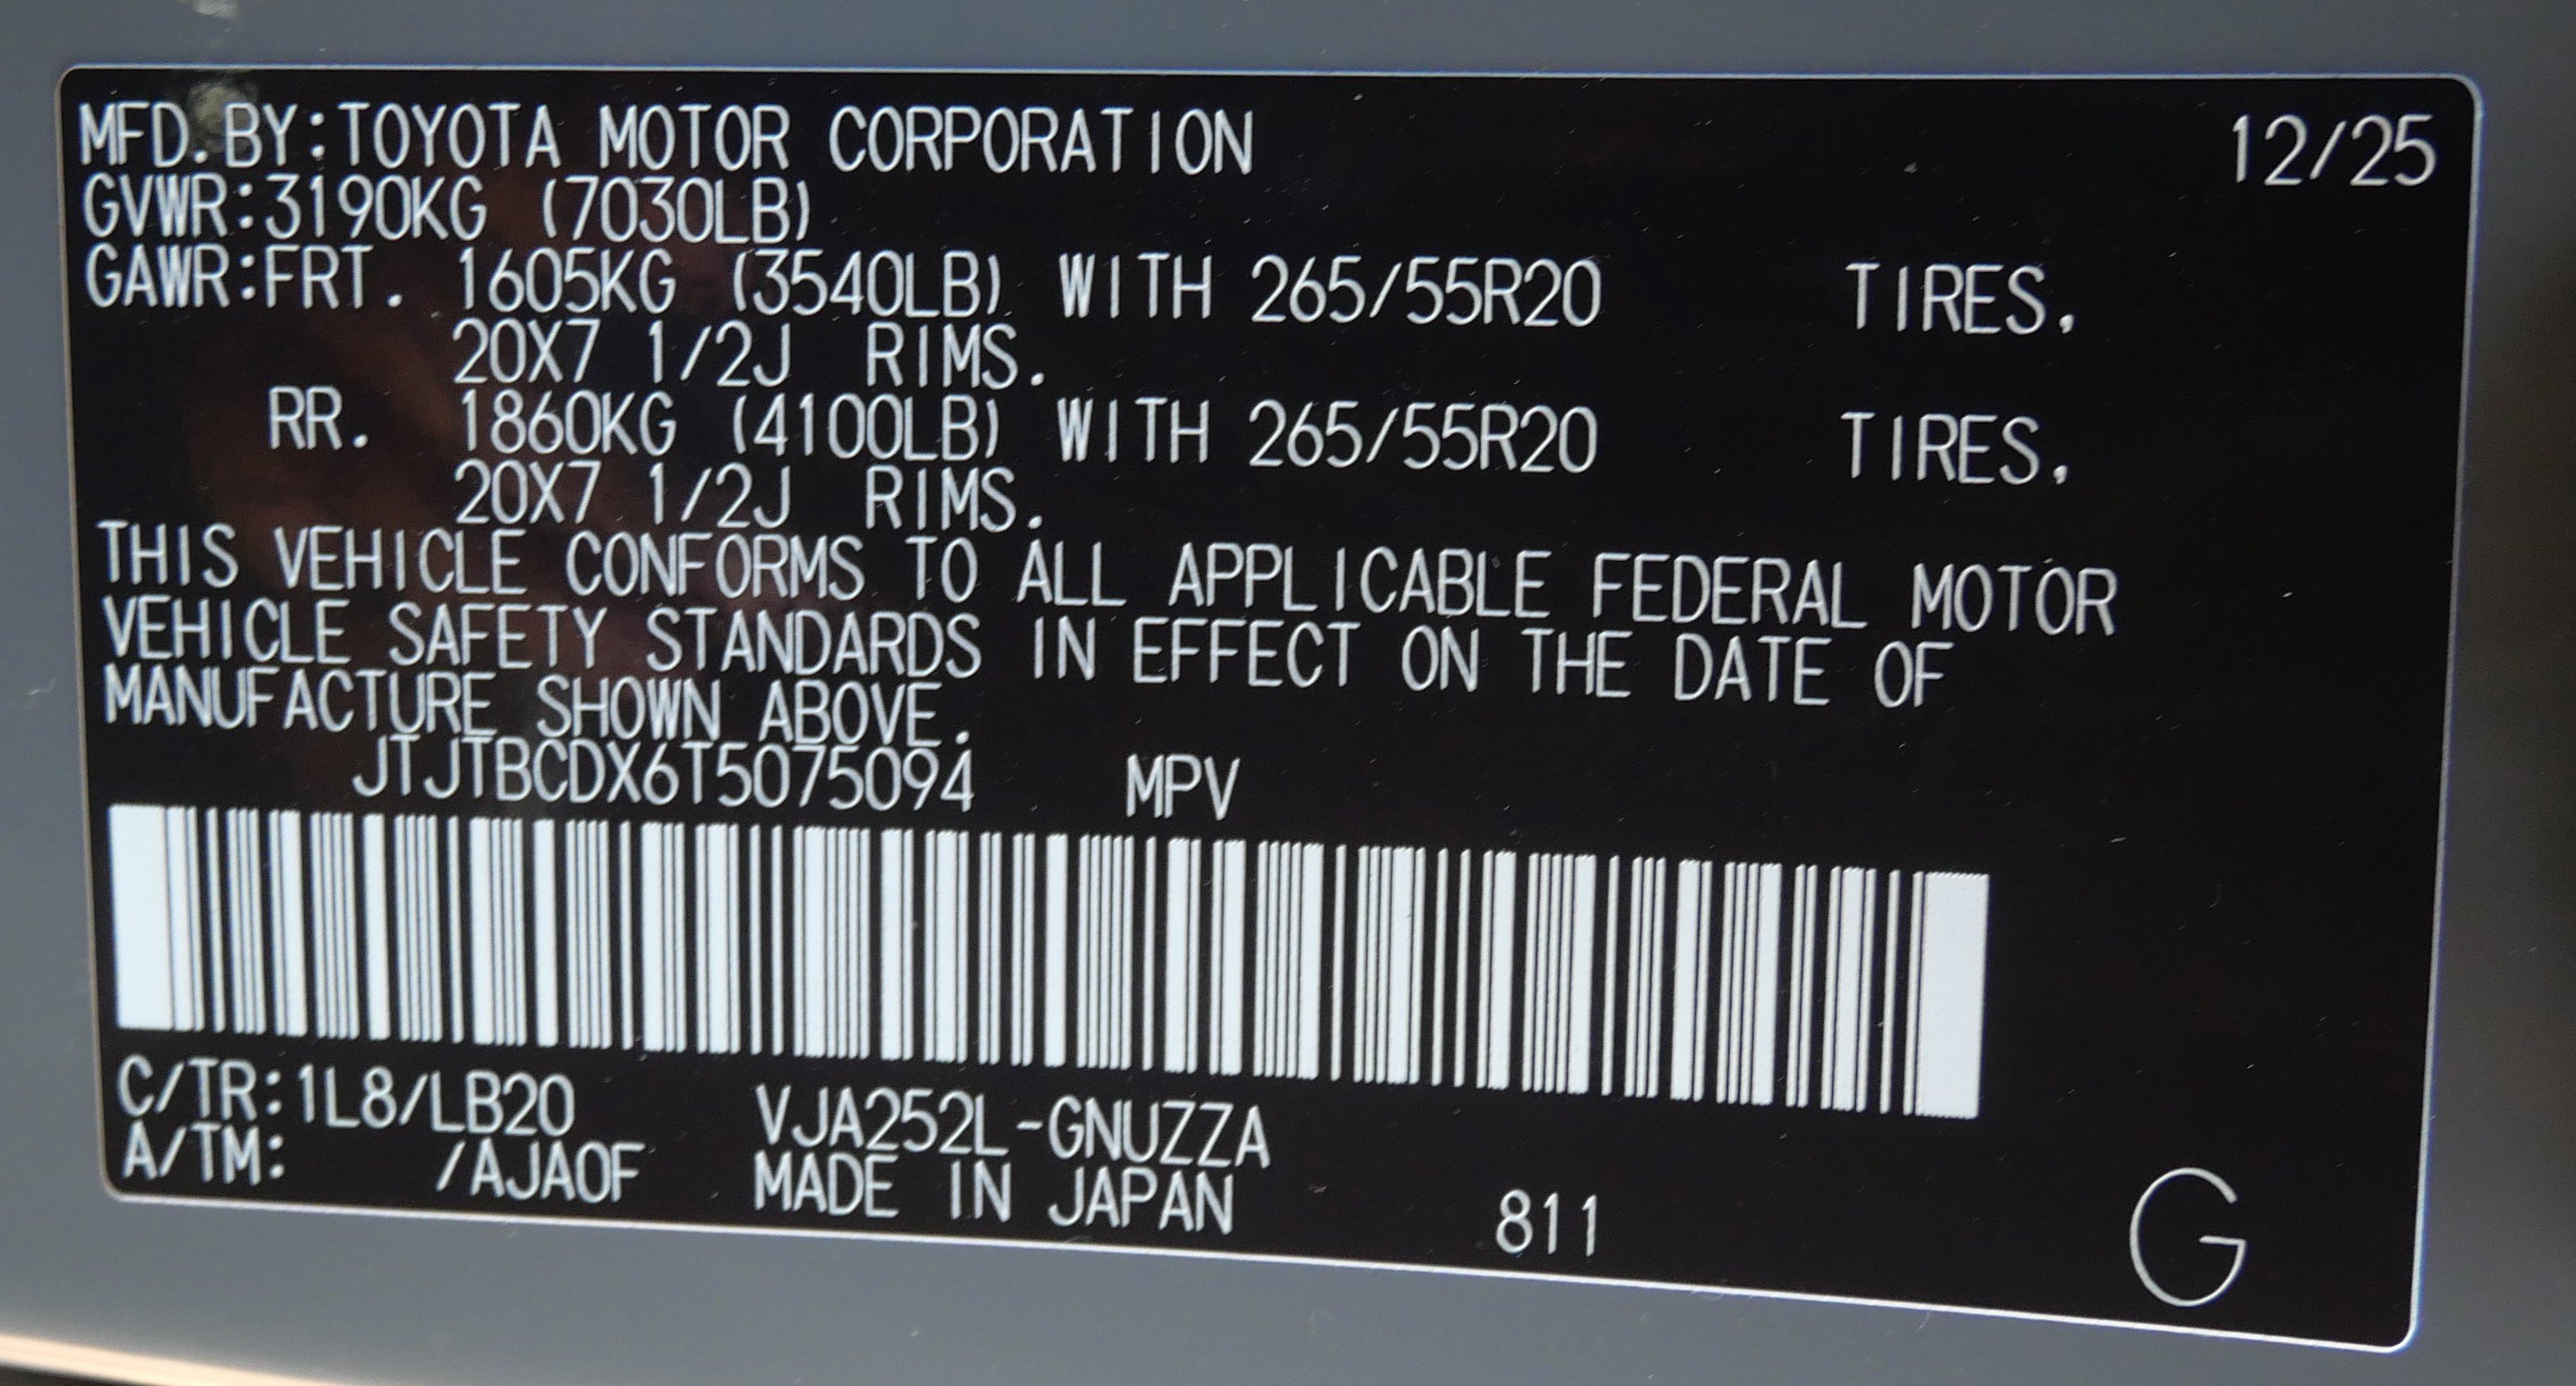 MFD.BY:TOYOTA MOTOR CORPORATION 12/25
GVWR:3190KG (7030LB)
GAWR:FRT. 1605KG (3540LB) WITH 265/55R20 TIRES.
20X7 1/2J RIMS.
RR. 1860KG (4100LB) WITH 265/55R20 TIRES.
20X7 1/2J RIMS.
THIS VEHICLE CONFORMS TO ALL APPLICABLE FEDERAL MOTOR
VEHICLE SAFETY STANDARDS IN EFFECT ON THE DATE OF
MANUFACTURE SHOWN ABOVE.
JTJTBCDX6T5075094 MPV
C/TR:1L8/LB20 VJA252L-GNUZZA
A/TM: /AJA0F MADE IN JAPAN 811 G